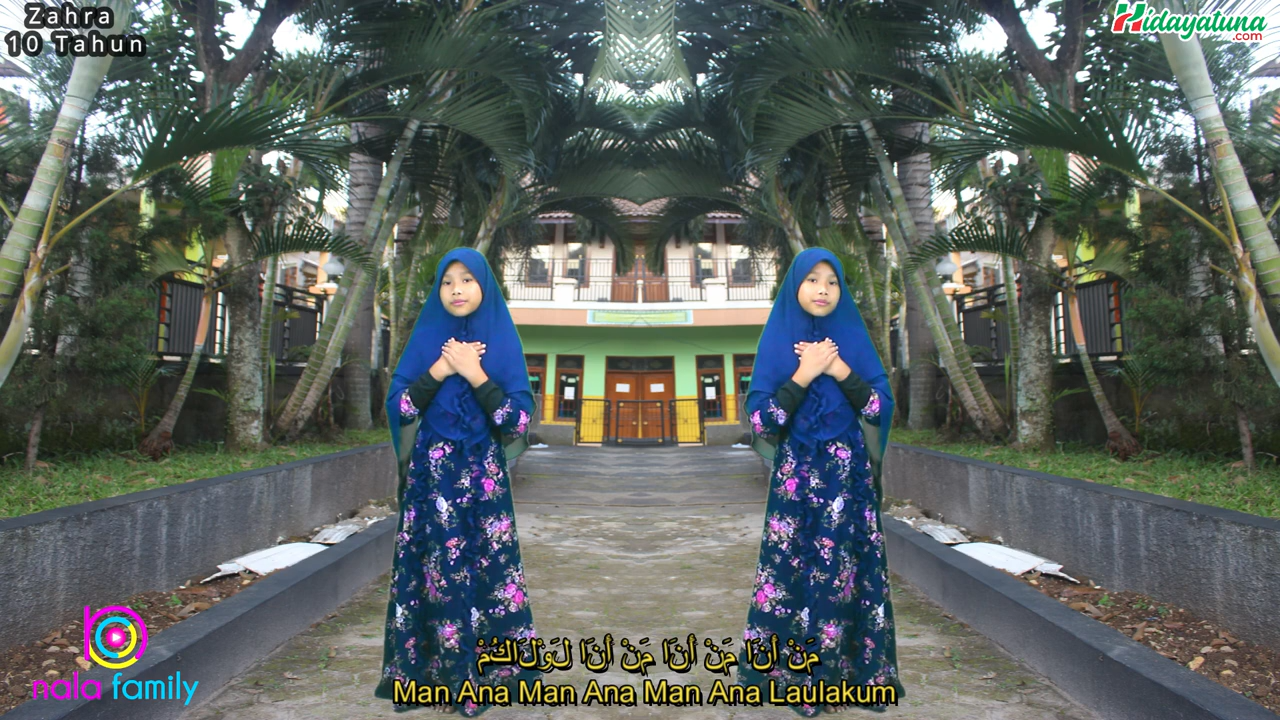 Zahra
10 Tahun
Hidayatuna
.com
مَنْ أَنَا مَنْ أَنَا مَنْ أَنَا لَوْلَاكُمْ
Man Ana Man Ana Man Ana Laulakum
nala family